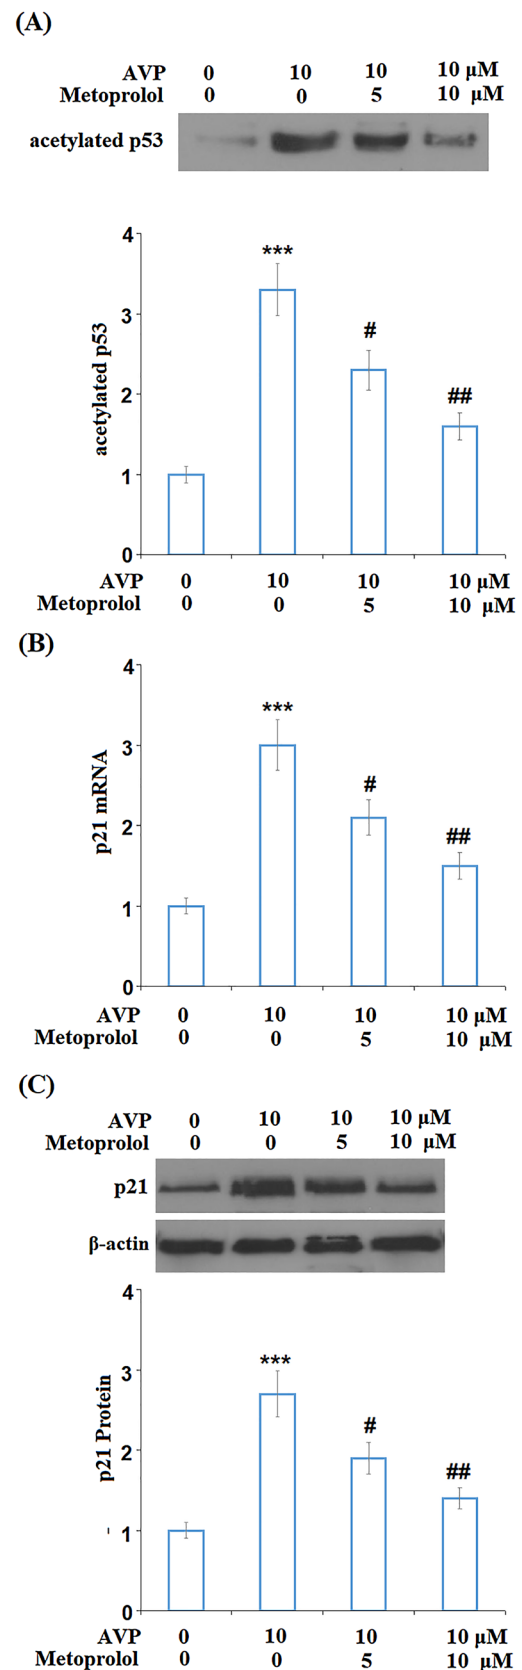 (A)
AVP 0 10 10 10 μM
Metoprolol 0 0 5 10 μM
acetylated p53
4
***
3
#
acetylated p53
2
##
1
0
AVP 0 10 10 10 μM
Metoprolol 0 0 5 10 μM
(B)
4
***
3
#
p21 mRNA
2
##
1
0
AVP 0 10 10 10 μM
Metoprolol 0 0 5 10 μM
(C)
AVP 0 10 10 10 μM
Metoprolol 0 0 5 10 μM
p21
β-actin
4
***
3
#
p21 Protein
2
##
1
0
AVP 0 10 10 10 μM
Metoprolol 0 0 5 10 μM